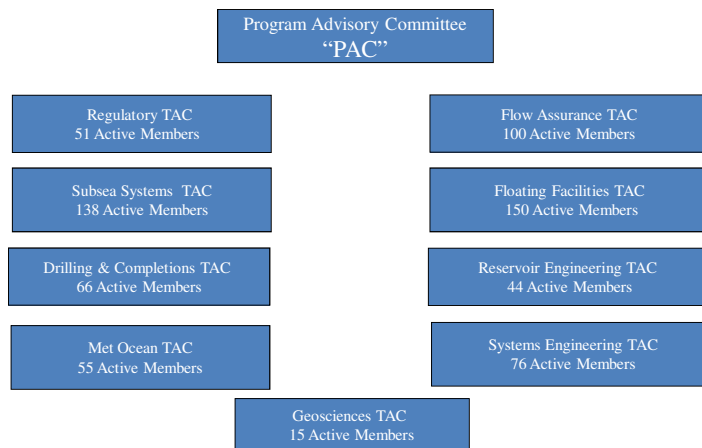 Program Advisory Committee
“PAC”
Regulatory TAC
51 Active Members
Flow Assurance TAC
100 Active Members
Subsea Systems TAC
138 Active Members
Floating Facilities TAC
150 Active Members
Drilling & Completions TAC
66 Active Members
Reservoir Engineering TAC
44 Active Members
Met Ocean TAC
55 Active Members
Systems Engineering TAC
76 Active Members
Geosciences TAC
15 Active Members